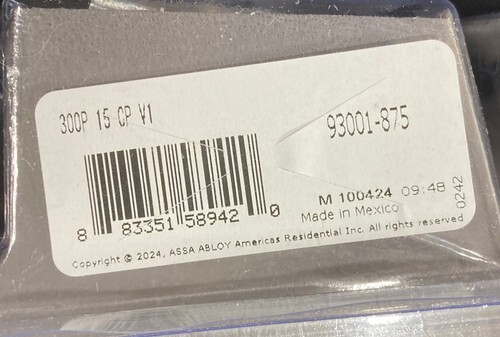 300P 15 CP V1
93001-875
8 83351 58942 0
M 100424 09:48
Made in Mexico
0242
Copyright © 2024, ASSA ABLOY Americas Residential Inc. All rights reserved